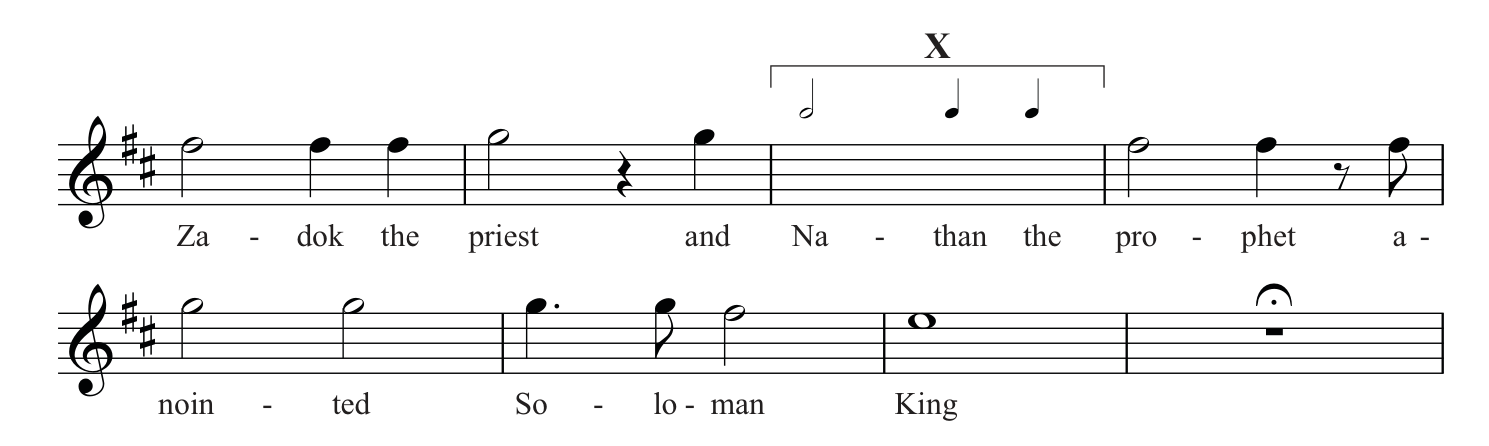 X
Za - dok the priest and Na - than the pro - phet a -
noin - ted So - lo - man King